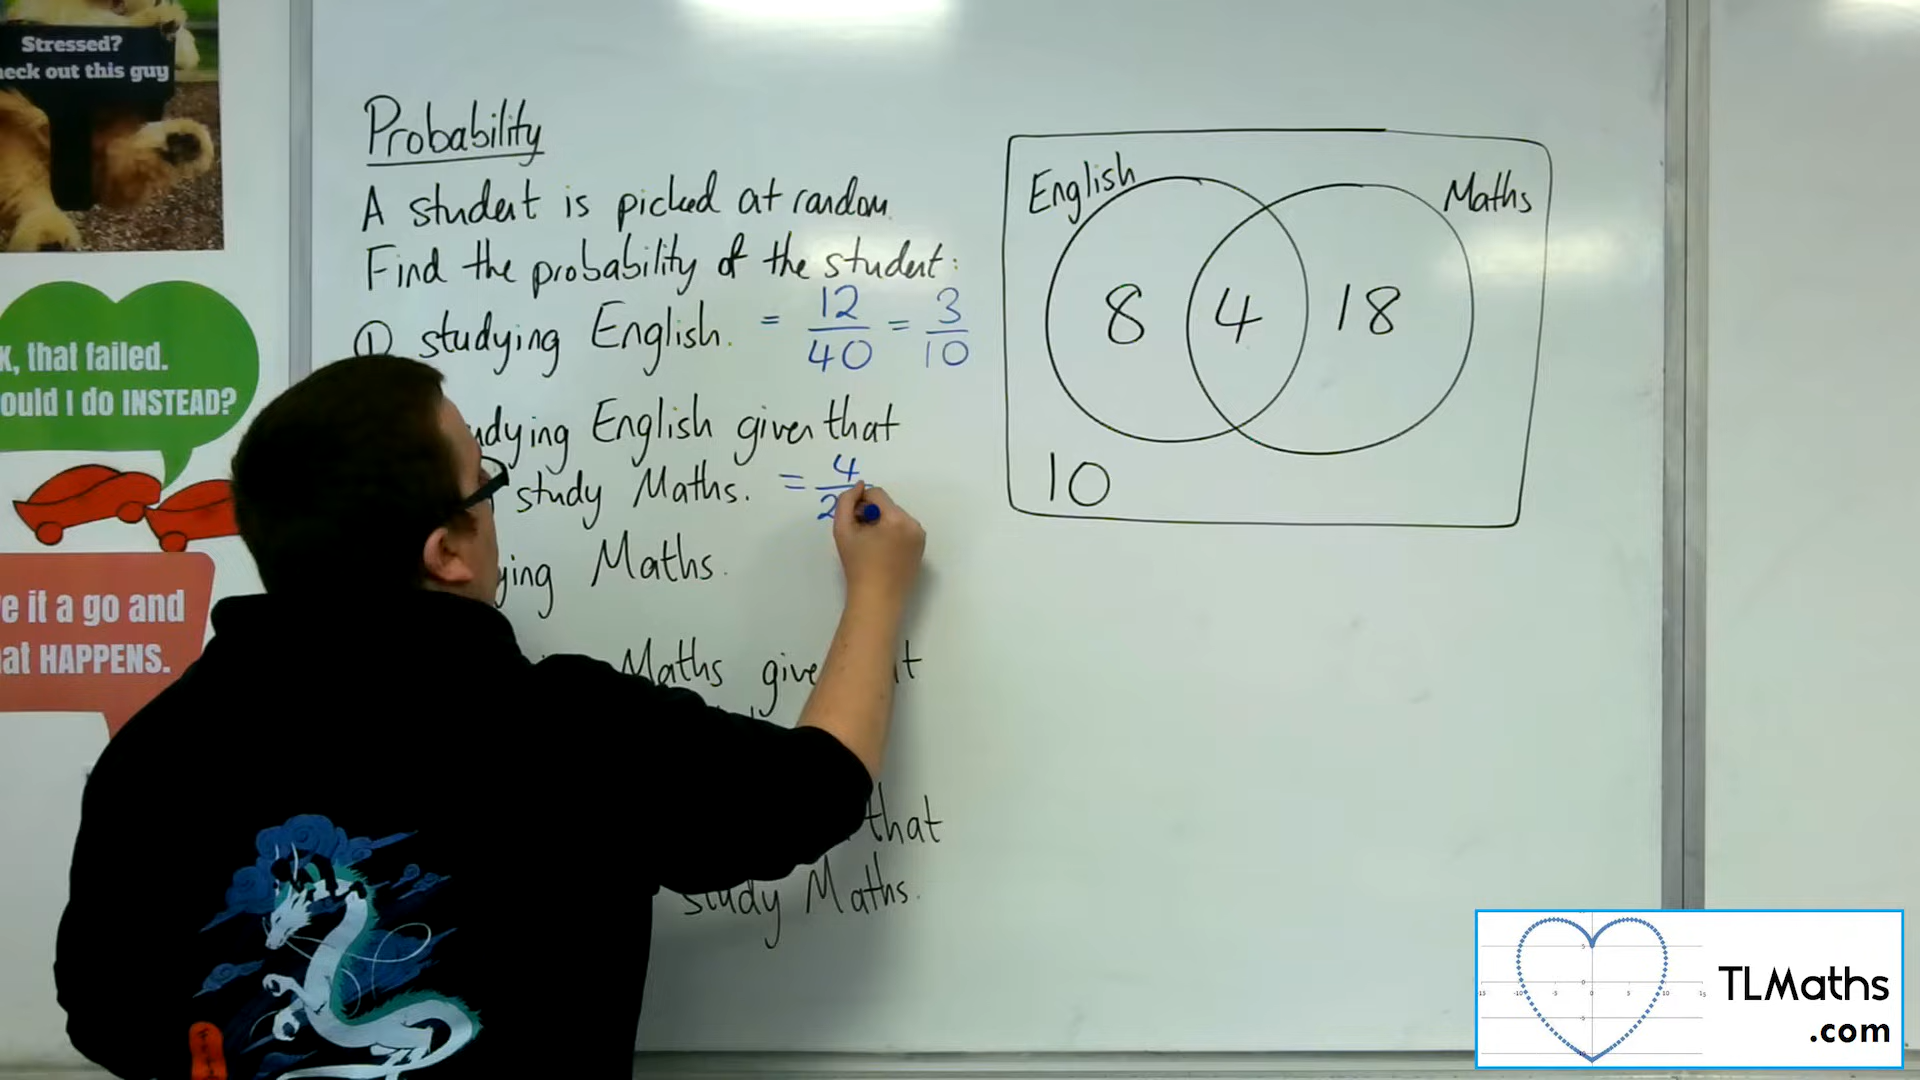 Stressed?
eck out this guy
k, that failed.
ould I do INSTEAD?
e it a go and
at HAPPENS.
Probability
A student is picked at random.
Find the probability of the student:
① studying English. = 12/40 = 3/10
udying English given that
study Maths. = 4/2
ying Maths.
Maths give t
that
study Maths.
English
Maths
8 4 18
10
TLMaths
.com